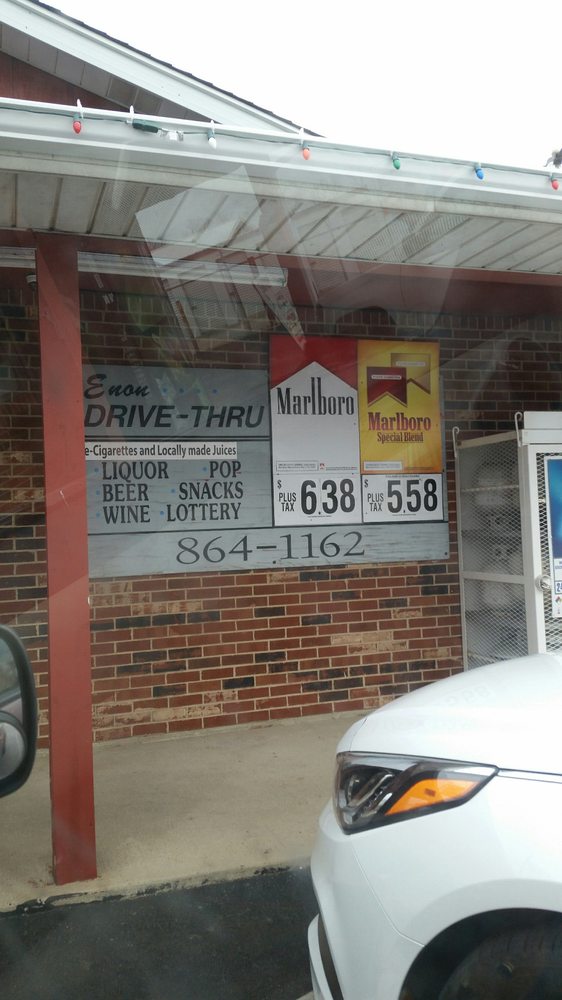 Enon
DRIVE-THRU
e-Cigarettes and Locally made Juices
LIQUOR POP
BEER SNACKS
WINE LOTTERY
864-1162
Marlboro
$ 6.38
PLUS TAX
Marlboro
Special Blend
$ 5.58
PLUS TAX